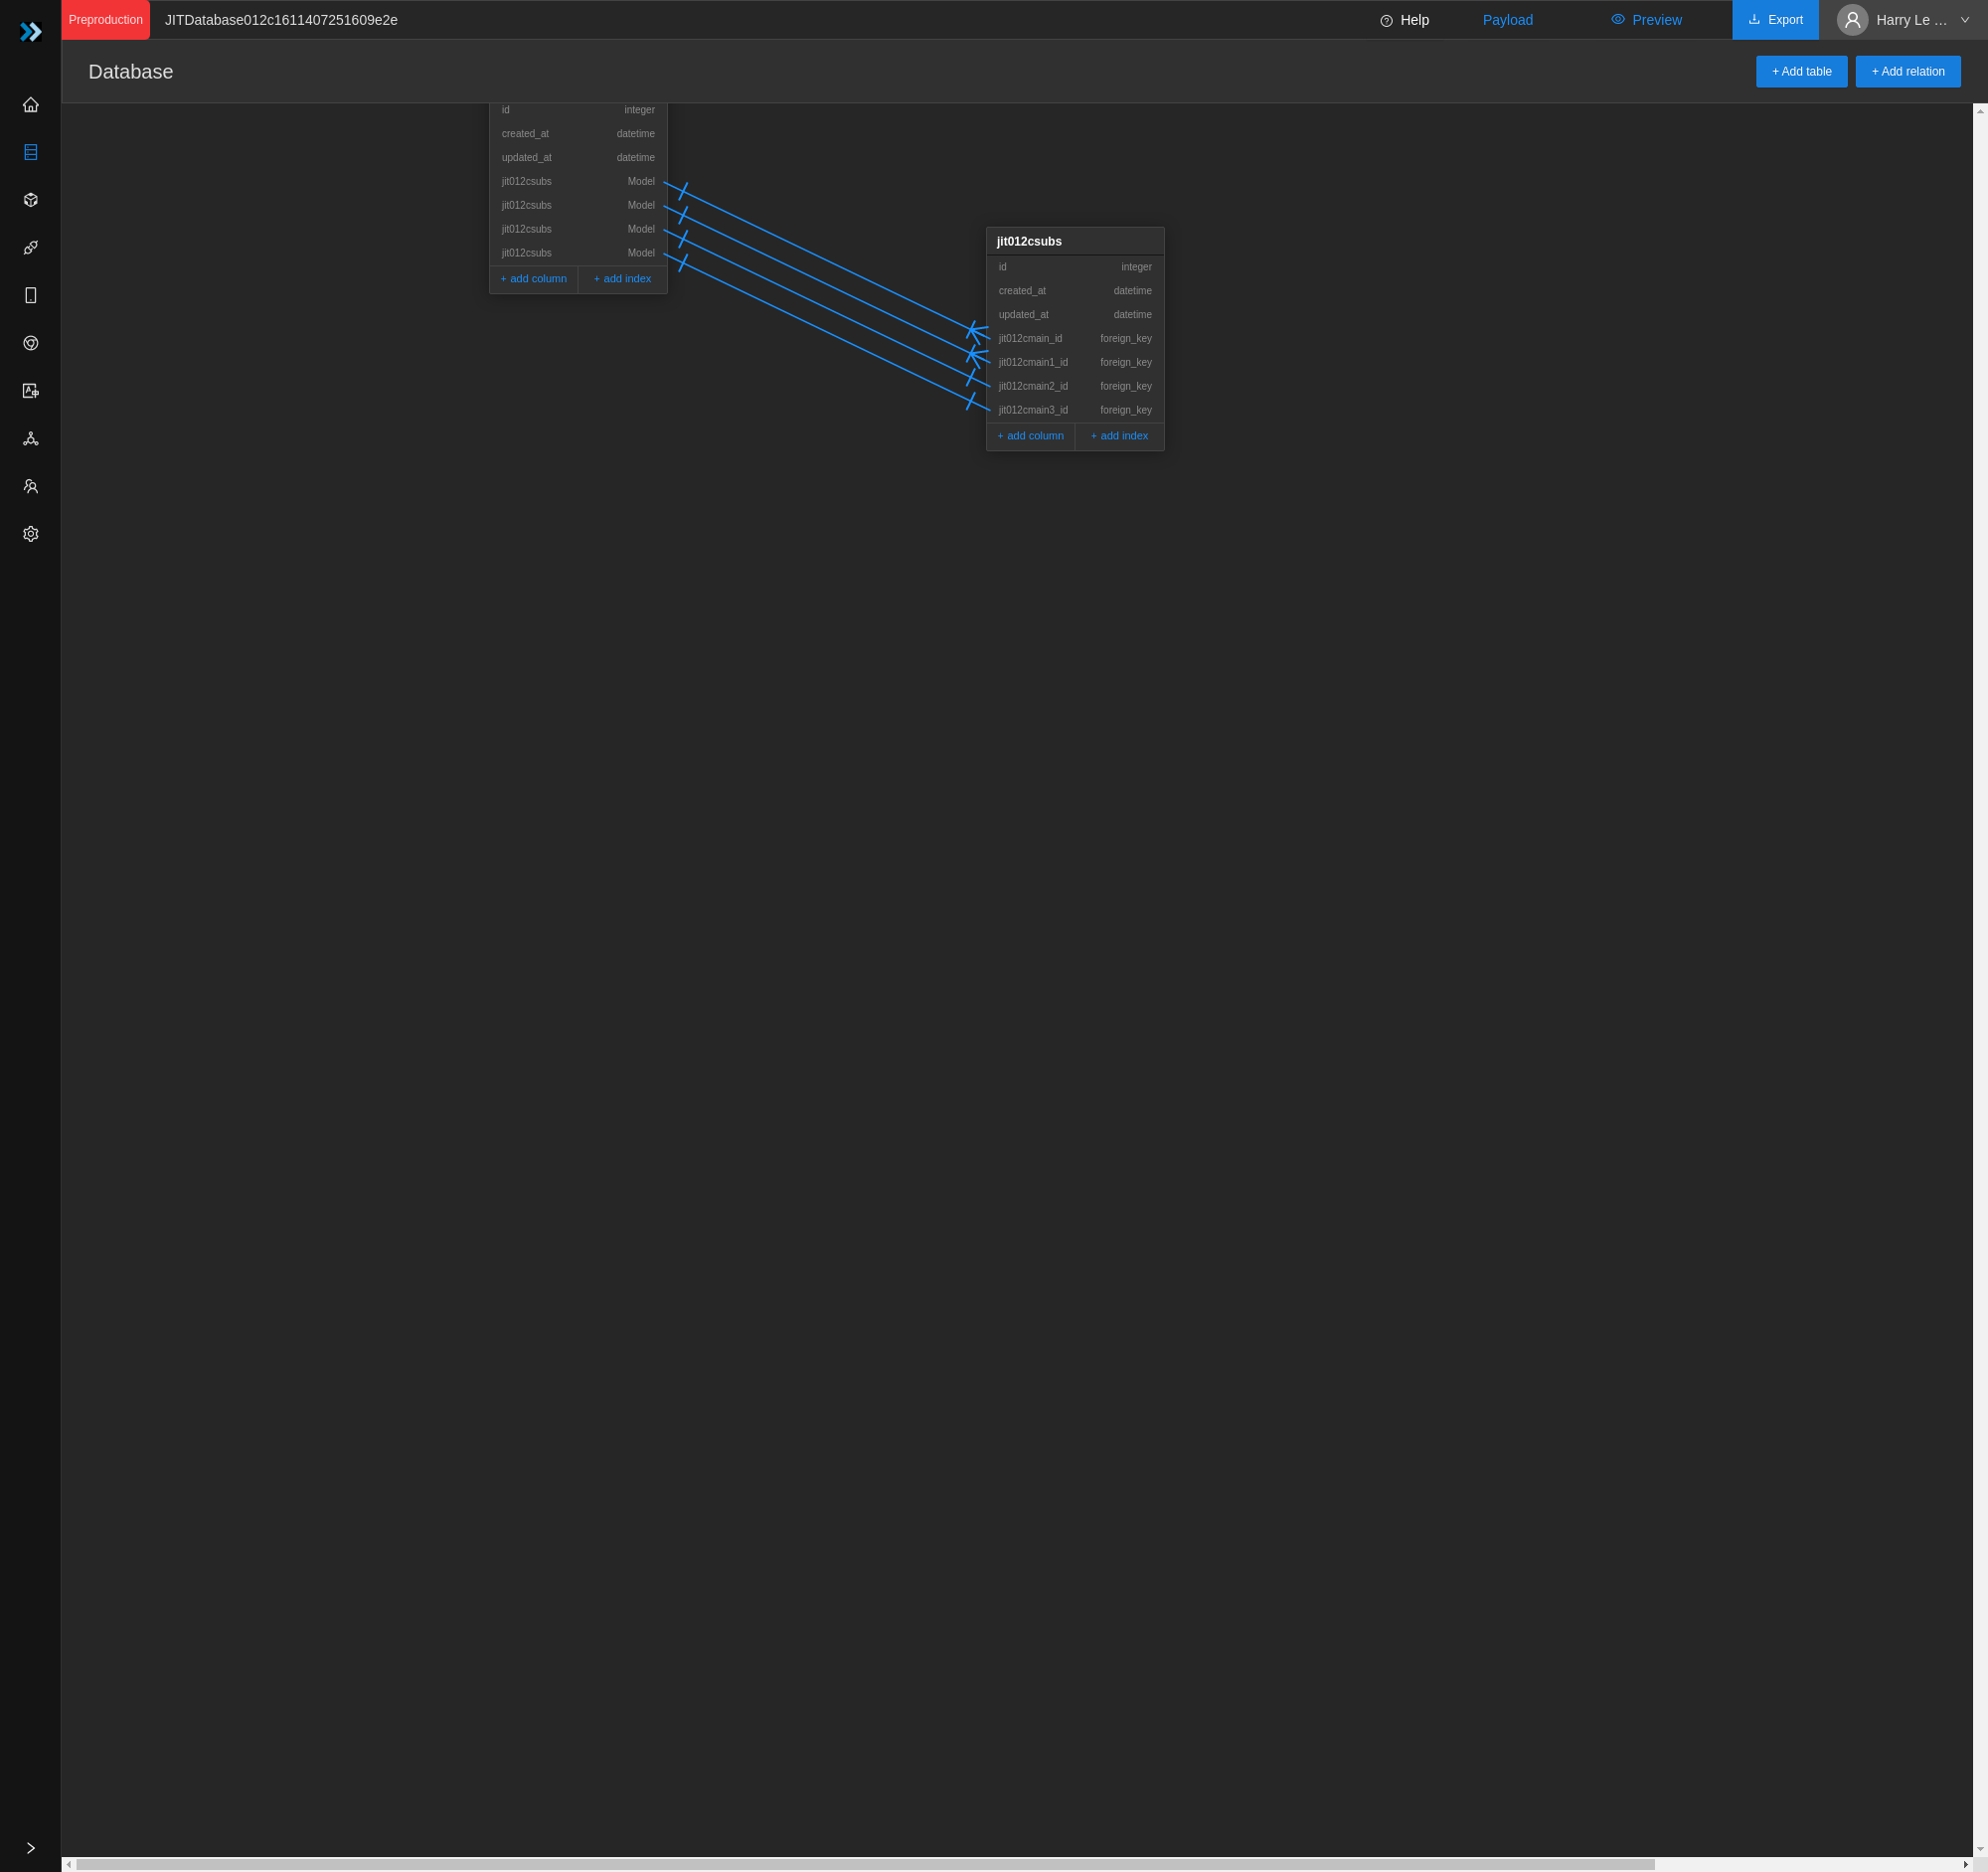 Preproduction JITDatabase012c1611407251609e2e Help Payload Preview Export Harry Le ...
Database + Add table + Add relation
id integer
created_at datetime
updated_at datetime
jit012csubs Model
jit012csubs Model
jit012csubs Model
jit012csubs Model
+ add column + add index
jit012csubs
id integer
created_at datetime
updated_at datetime
jit012cmain_id foreign_key
jit012cmain1_id foreign_key
jit012cmain2_id foreign_key
jit012cmain3_id foreign_key
+ add column + add index